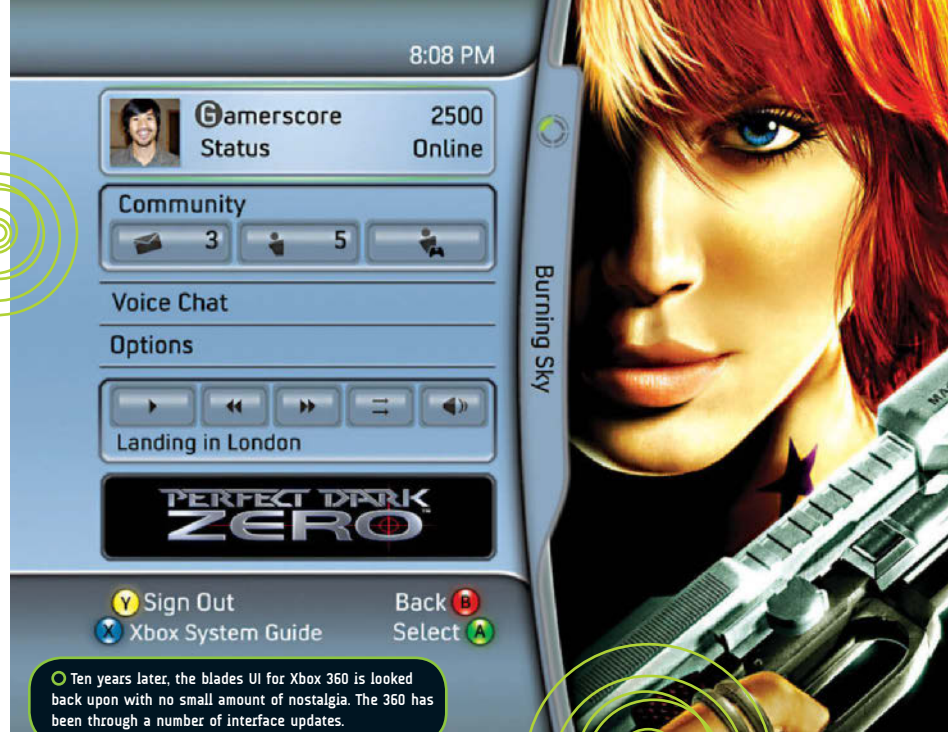 8:08 PM
Gamerscore 2500
Status Online
Community
3 5
Voice Chat
Options
Landing in London
PERFECT DARK
ZERO™
Burning Sky
MA
Y Sign Out Back B
X Xbox System Guide Select A
Ten years later, the blades UI for Xbox 360 is looked
back upon with no small amount of nostalgia. The 360 has
been through a number of interface updates.